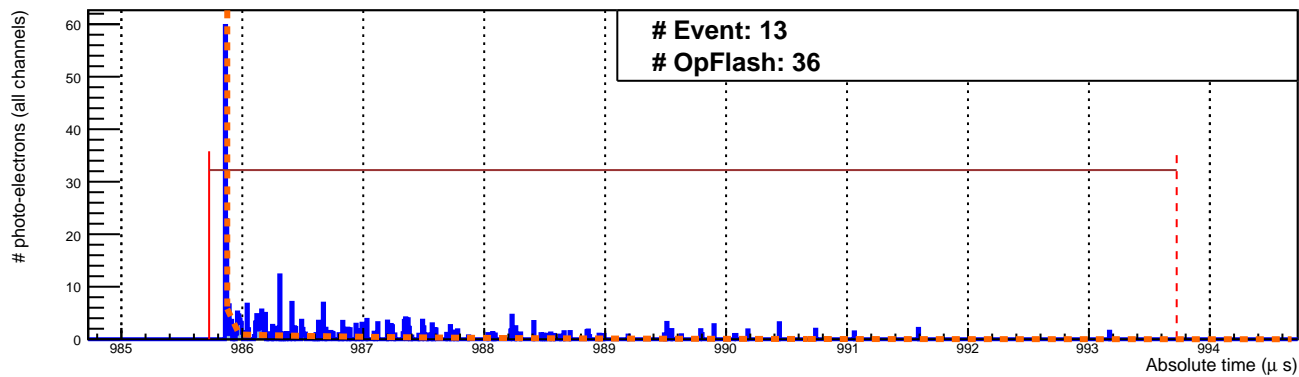 # Event: 13
# OpFlash: 36
# photo-electrons (all channels)
60
50
40
30
20
10
0
985 986 987 988 989 990 991 992 993 994
Absolute time (μ s)